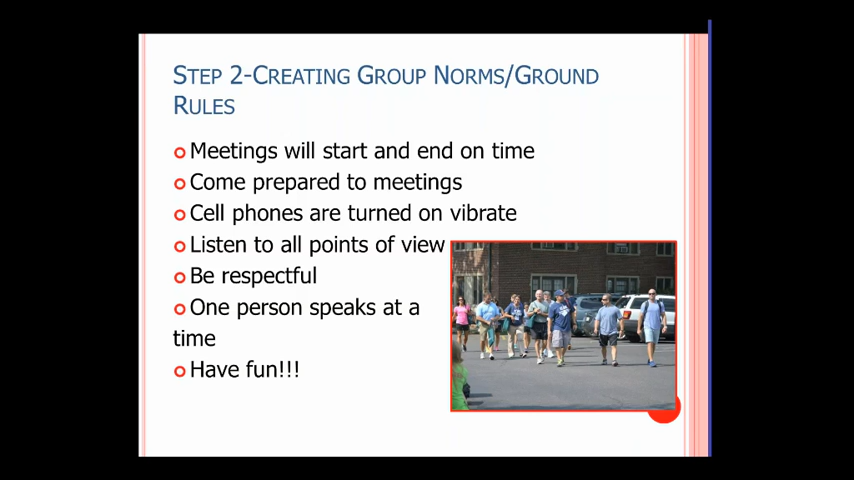 Step 2-Creating Group Norms/Ground
Rules
Meetings will start and end on time
Come prepared to meetings
Cell phones are turned on vibrate
Listen to all points of view
Be respectful
One person speaks at a
time
Have fun!!!